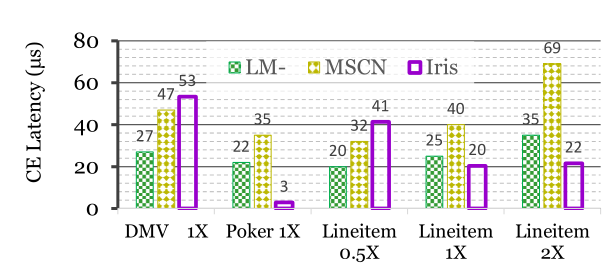 CE Latency (µs)
80
60
40
20
0
LM-
MSCN
Iris
27
47
53
22
35
3
20
32
41
25
40
20
35
69
22
DMV 1X
Poker 1X
Lineitem
0.5X
Lineitem
1X
Lineitem
2X